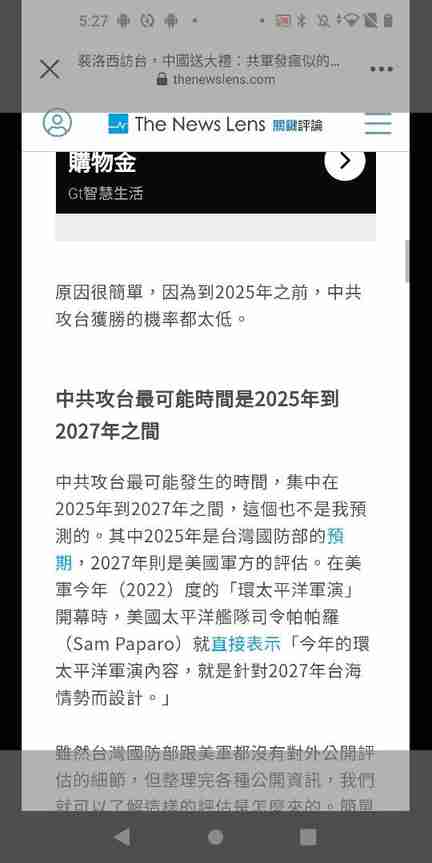 5:27
裴洛西訪台,中國送大禮:共軍發瘋似的...
thenewslens.com
The News Lens 關鍵評論
購物金
Gt智慧生活
原因很簡單,因為到2025年之前,中共
攻台獲勝的機率都太低。
中共攻台最可能時間是2025年到
2027年之間
中共攻台最可能發生的時間,集中在
2025年到2027年之間,這個也不是我預
測的。其中2025年是台灣國防部的預
期,2027年則是美國軍方的評估。在美
軍今年(2022)度的「環太平洋軍演」
開幕時,美國太平洋艦隊司令帕帕羅
(Sam Paparo)就直接表示「今年的環
太平洋軍演內容,就是針對2027年台海
情勢而設計。」
雖然台灣國防部跟美軍都沒有對外公開評
估的細節,但整理完各種公開資訊,我們
就可以了解這樣的評估是怎麼來的。簡單